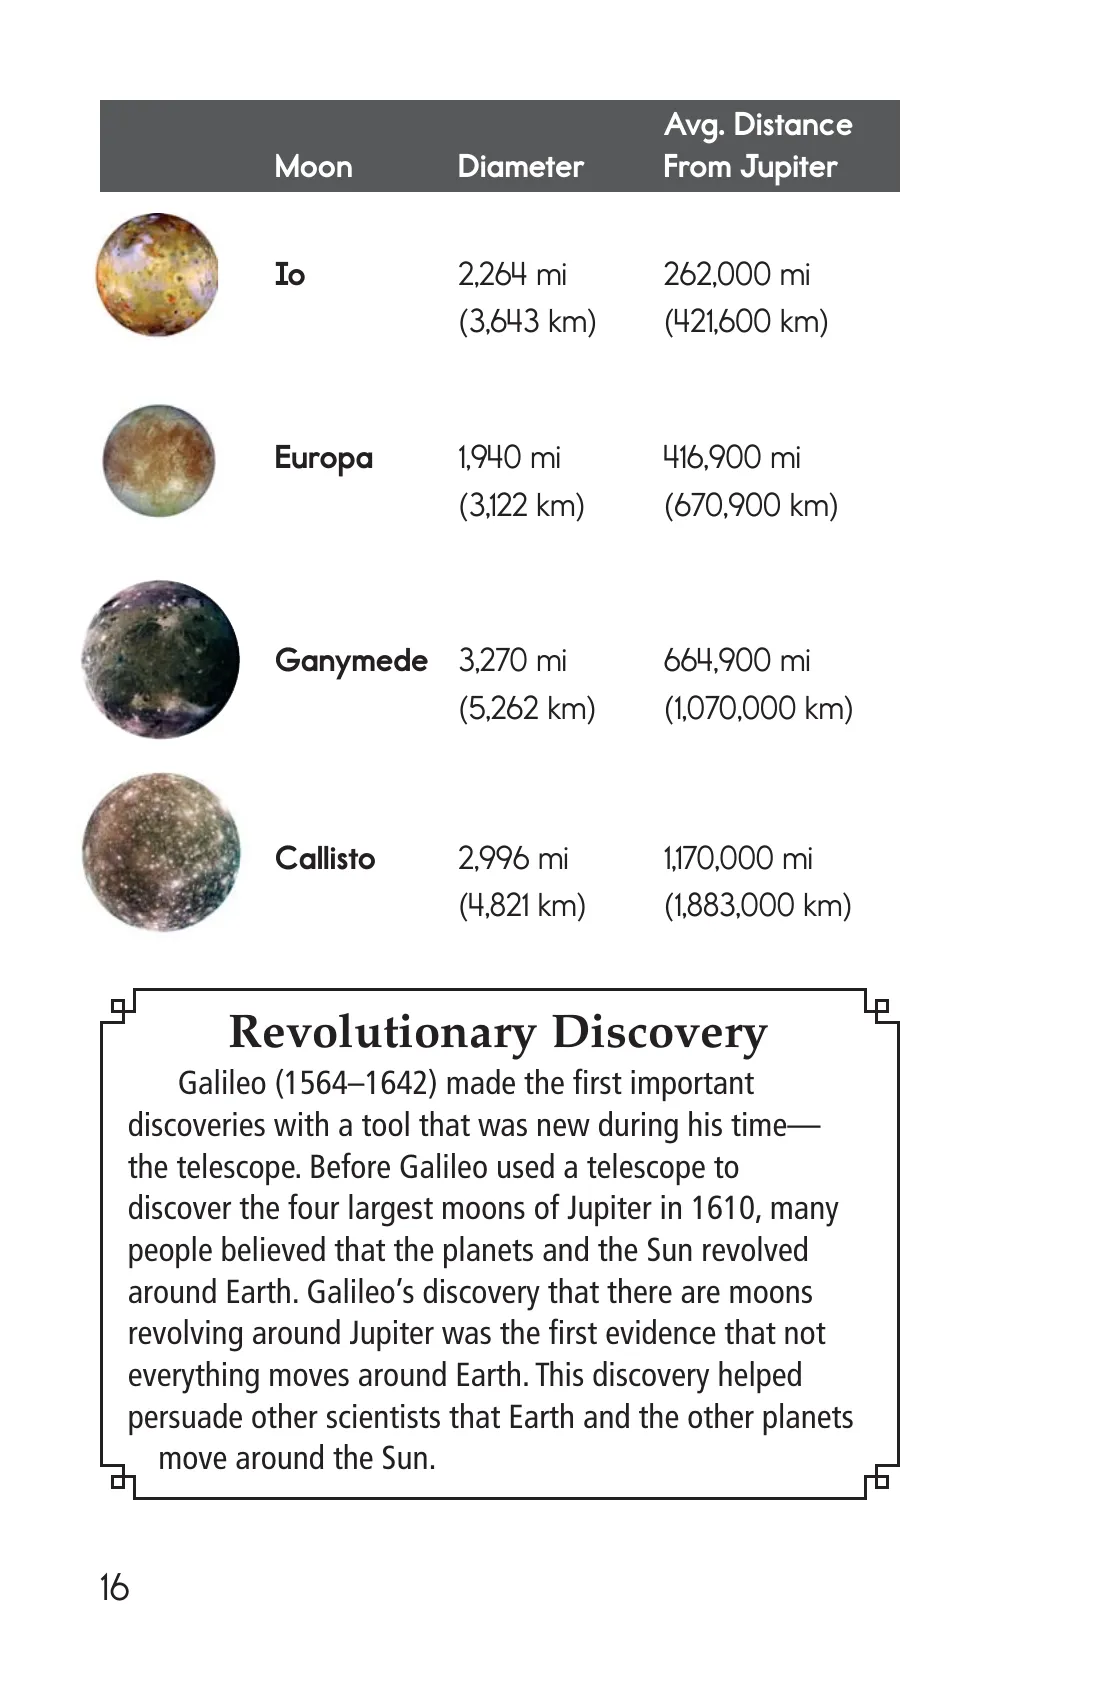 Moon Diameter Avg. Distance
From Jupiter
Io 2,264 mi 262,000 mi
(3,643 km) (421,600 km)
Europa 1,940 mi 416,900 mi
(3,122 km) (670,900 km)
Ganymede 3,270 mi 664,900 mi
(5,262 km) (1,070,000 km)
Callisto 2,996 mi 1,170,000 mi
(4,821 km) (1,883,000 km)
Revolutionary Discovery
Galileo (1564–1642) made the first important
discoveries with a tool that was new during his time—
the telescope. Before Galileo used a telescope to
discover the four largest moons of Jupiter in 1610, many
people believed that the planets and the Sun revolved
around Earth. Galileo’s discovery that there are moons
revolving around Jupiter was the first evidence that not
everything moves around Earth. This discovery helped
persuade other scientists that Earth and the other planets
move around the Sun.
16